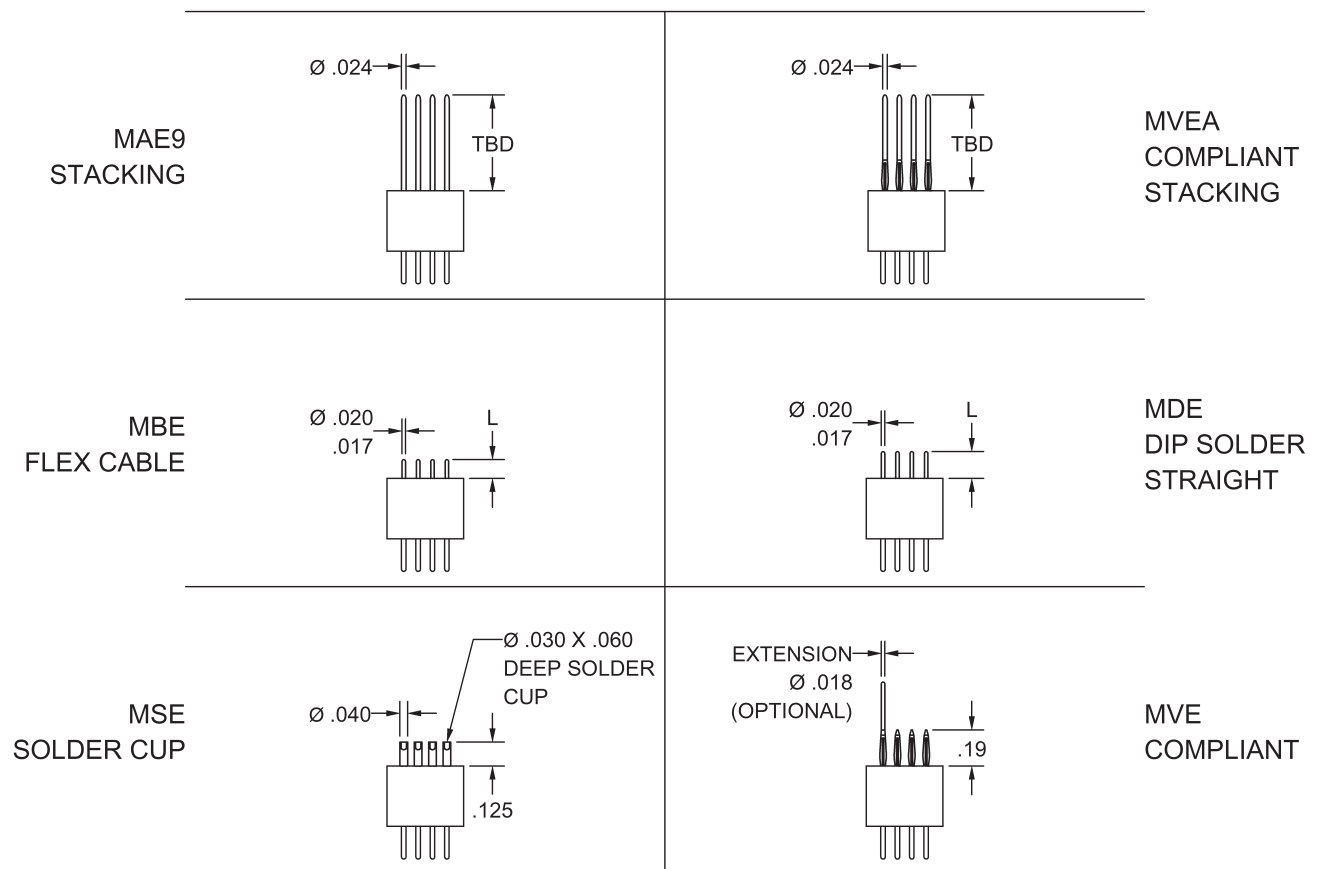 MAE9
STACKING
Ø .024
TBD
Ø .024
TBD
MVEA
COMPLIANT
STACKING
MBE
FLEX CABLE
Ø .020
.017
L
Ø .020
.017
L
MDE
DIP SOLDER
STRAIGHT
MSE
SOLDER CUP
Ø .040
Ø .030 X .060
DEEP SOLDER
CUP
.125
EXTENSION
Ø .018
(OPTIONAL)
.19
MVE
COMPLIANT